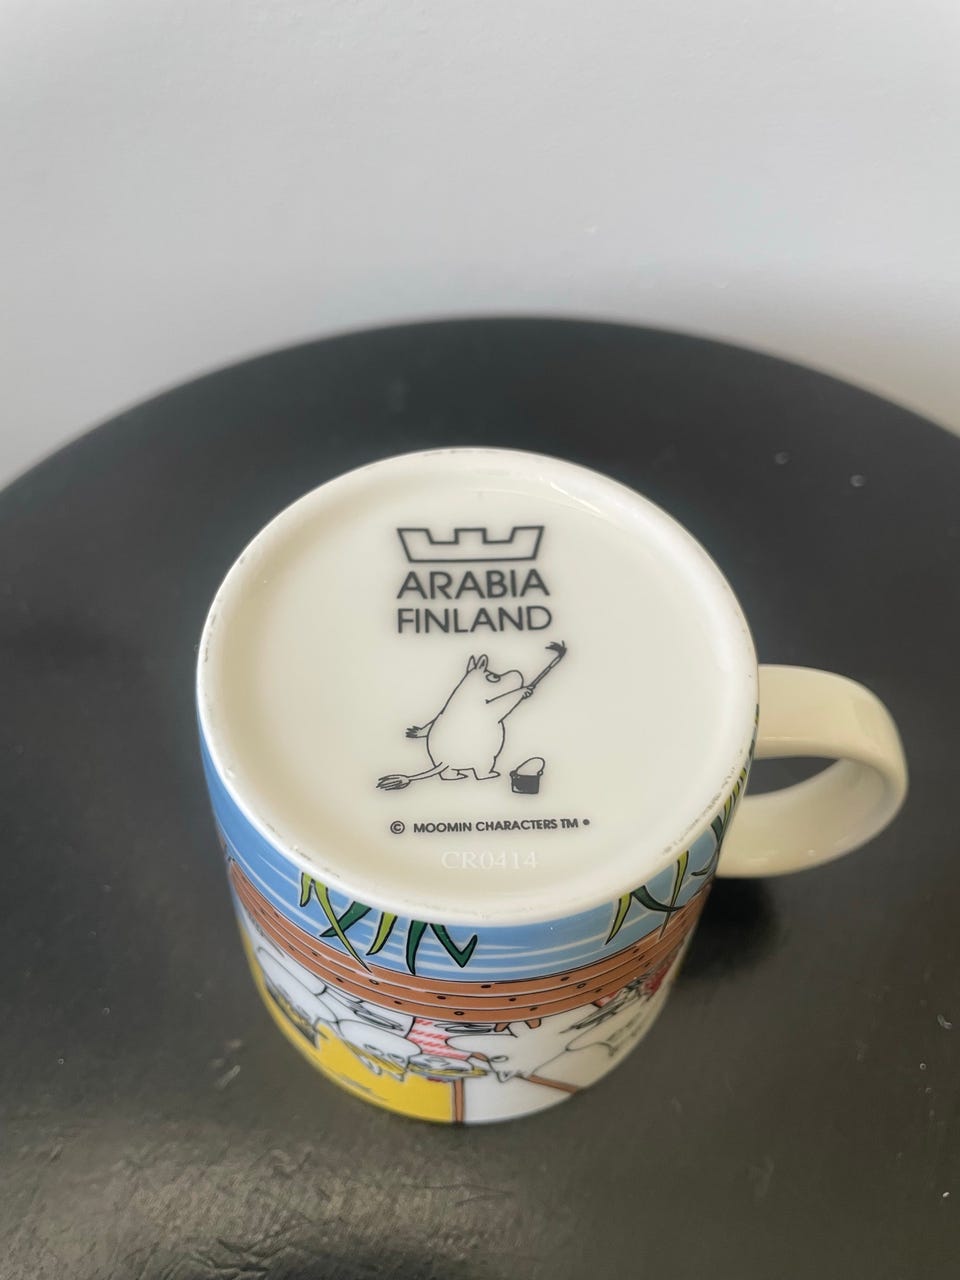 ARABIA
FINLAND
© MOOMIN CHARACTERS TM •
CR0414